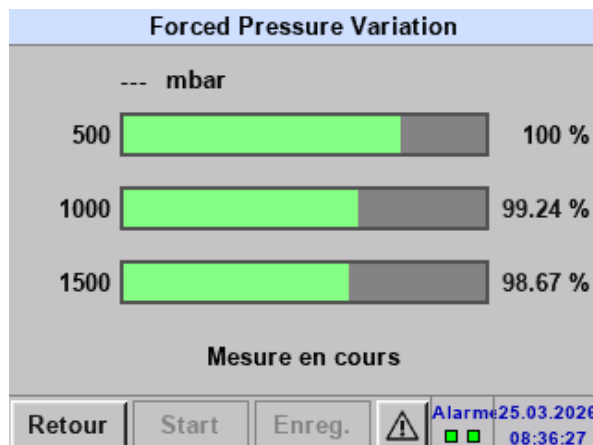 Forced Pressure Variation
--- mbar
500 100 %
1000 99.24 %
1500 98.67 %
Mesure en cours
Retour Start Enreg. Alarme 25.03.2026
08:36:27